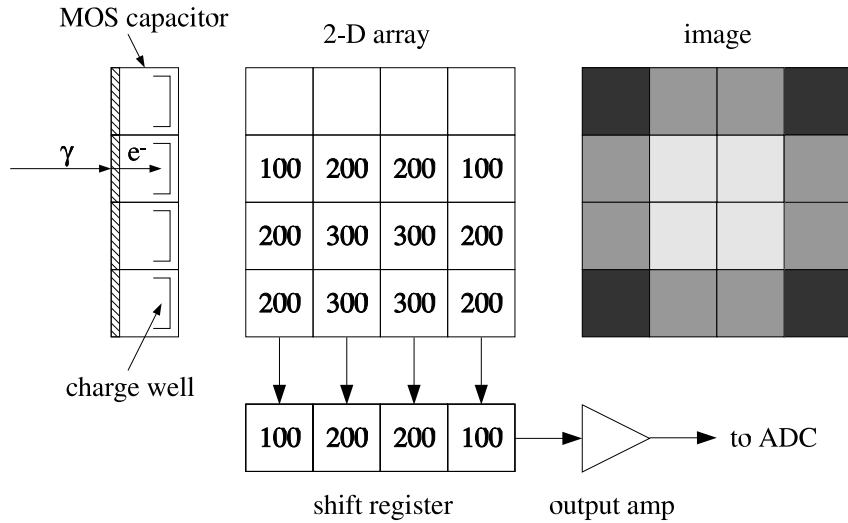 MOS capacitor
2-D array
image
γ
e-
100 200 200 100
200 300 300 200
200 300 300 200
charge well
100 200 200 100
to ADC
shift register
output amp